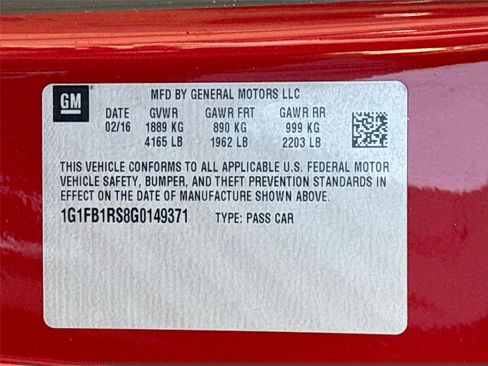 GM
MFD BY GENERAL MOTORS LLC
DATE GVWR GAWR FRT GAWR RR
02/16 1889 KG 890 KG 999 KG
4165 LB 1962 LB 2203 LB
THIS VEHICLE CONFORMS TO ALL APPLICABLE U.S. FEDERAL MOTOR
VEHICLE SAFETY, BUMPER, AND THEFT PREVENTION STANDARDS IN
EFFECT ON THE DATE OF MANUFACTURE SHOWN ABOVE.
1G1FB1RS8G0149371 TYPE: PASS CAR